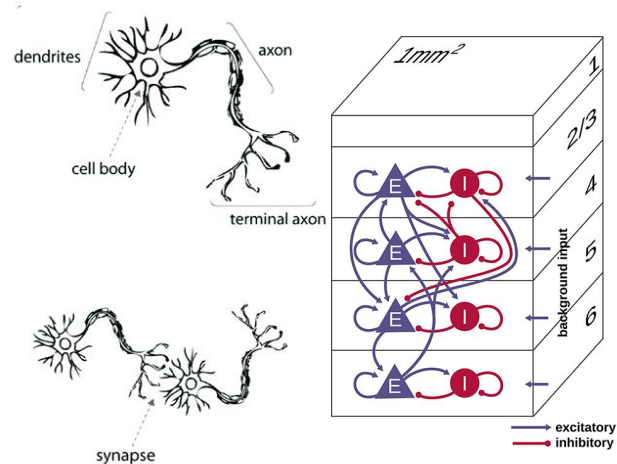 dendrites
axon
cell body
terminal axon
synapse
1mm²
1
2/3
4
5
6
E
I
E
I
E
I
E
I
background input
excitatory
inhibitory